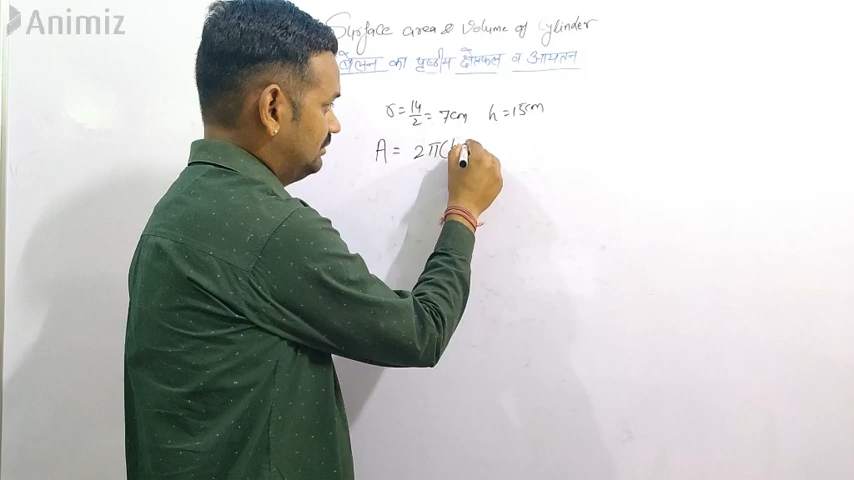 Animiz
Surface area & Volume of Cylinder
बेलन का पृष्ठीय क्षेत्रफल व आयतन
r = 14/2 = 7cm h = 15cm
A = 2π(h